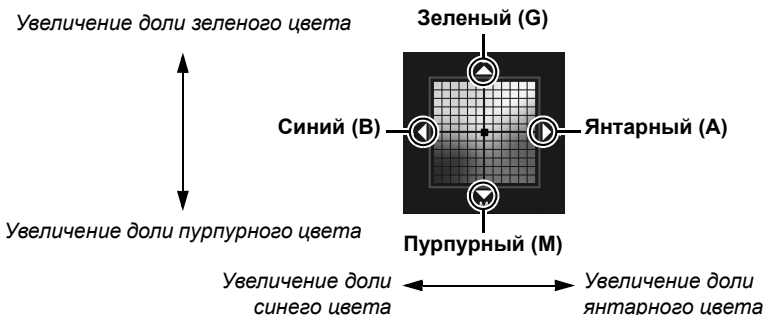 Увеличение доли зеленого цвета
Зеленый (G)
Синий (B)
Янтарный (A)
Увеличение доли пурпурного цвета
Пурпурный (M)
Увеличение доли
синего цвета
Увеличение доли
янтарного цвета